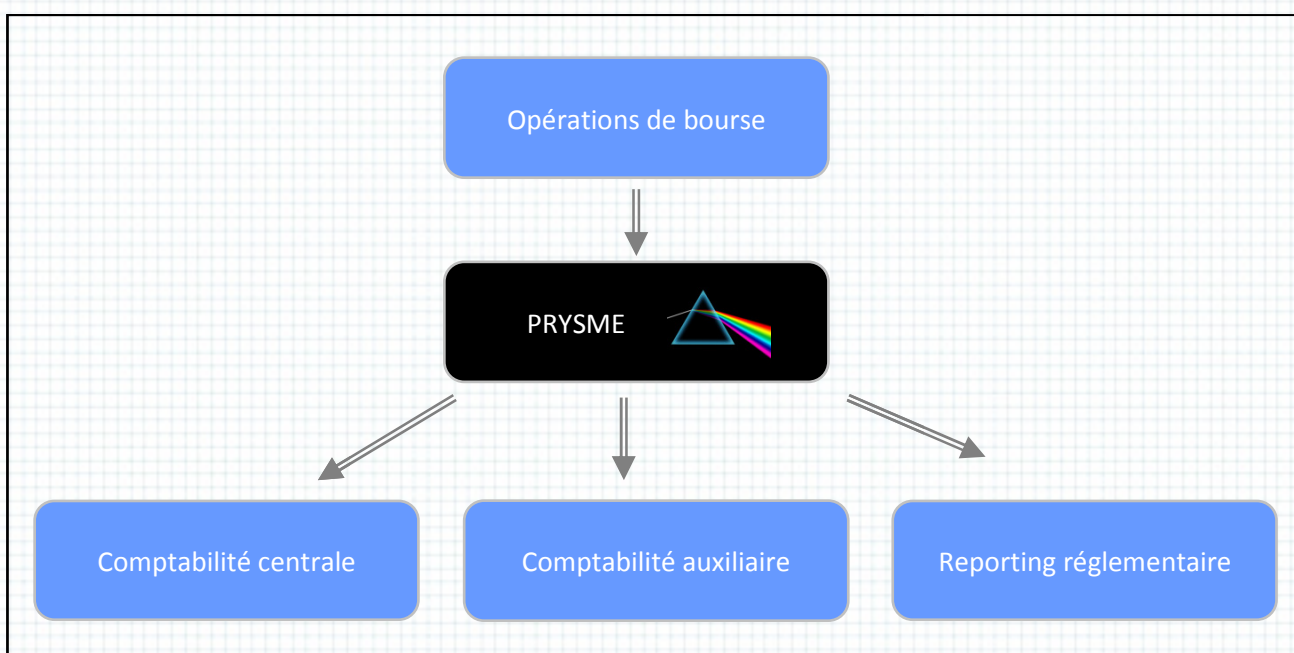 Opérations de bourse
PRYSME
Comptabilité centrale
Comptabilité auxiliaire
Reporting réglementaire